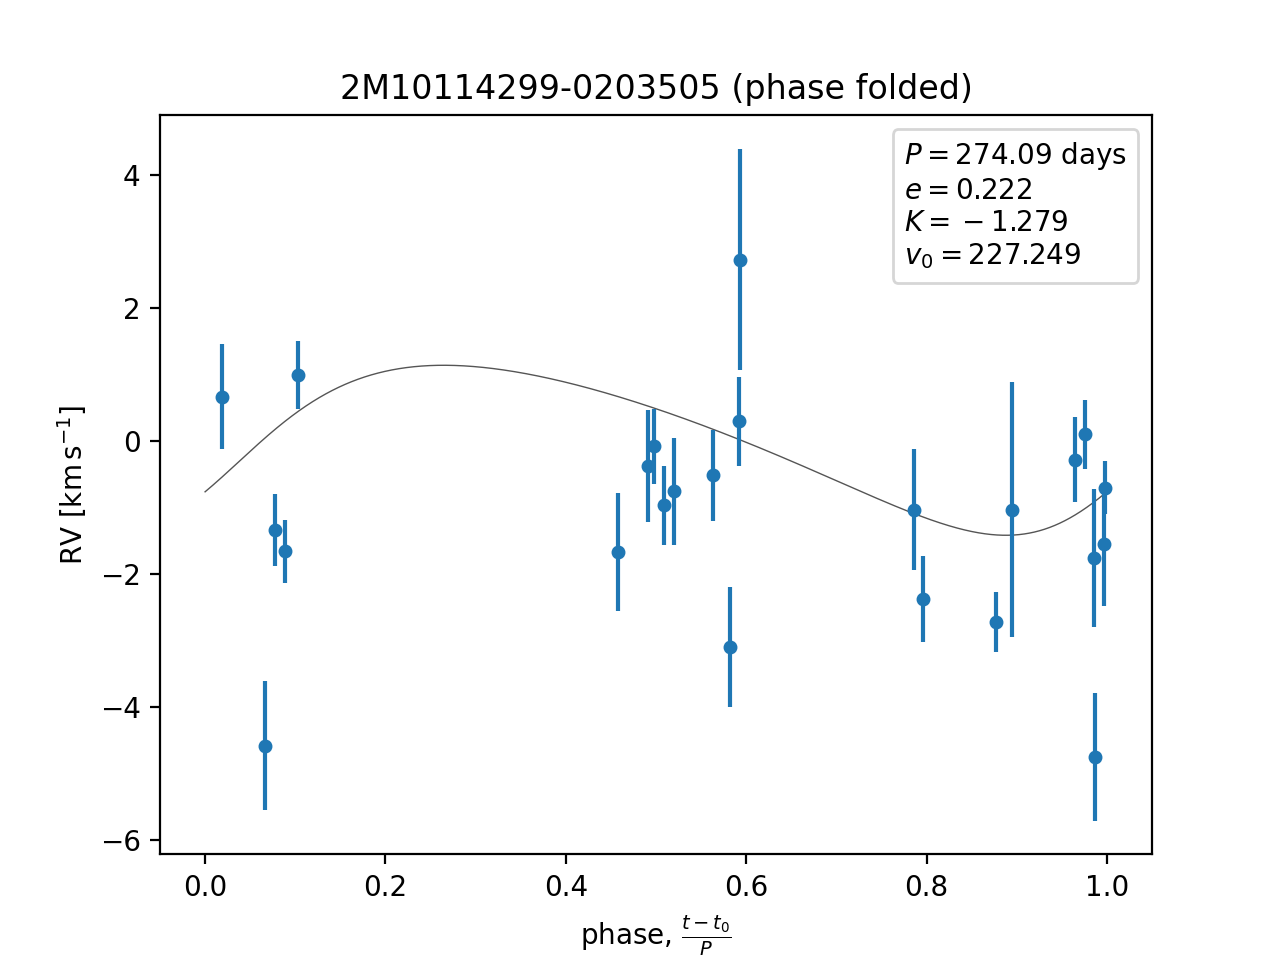 2M10114299-0203505 (phase folded)
P = 274.09 days
e = 0.222
K = −1.279
v₀ = 227.249
RV [km s⁻¹]
4
2
0
−2
−4
−6
0.0 0.2 0.4 0.6 0.8 1.0
phase, (t − t₀)/P